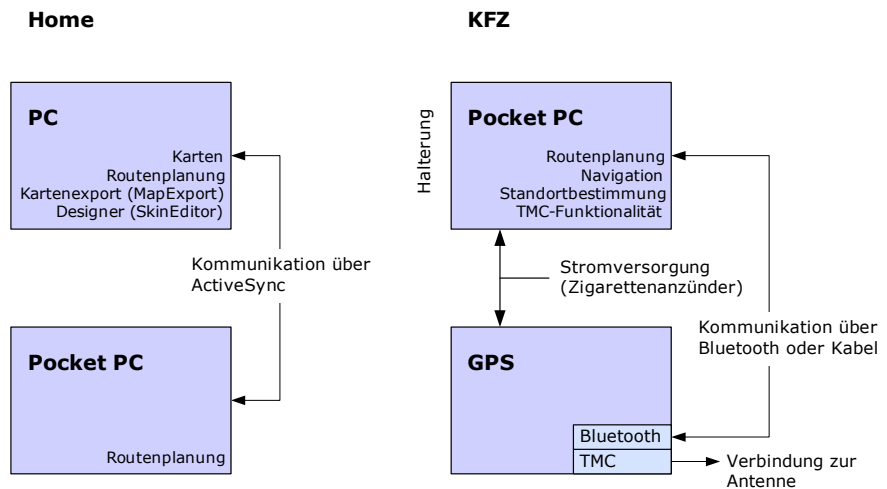 Home
KFZ
PC
Karten
Routenplanung
Kartenexport (MapExport)
Designer (SkinEditor)
Kommunikation über
ActiveSync
Pocket PC
Routenplanung
Halterung
Pocket PC
Routenplanung
Navigation
Standortbestimmung
TMC-Funktionalität
Stromversorgung
(Zigarettenanzünder)
Kommunikation über
Bluetooth oder Kabel
GPS
Bluetooth
TMC
Verbindung zur
Antenne